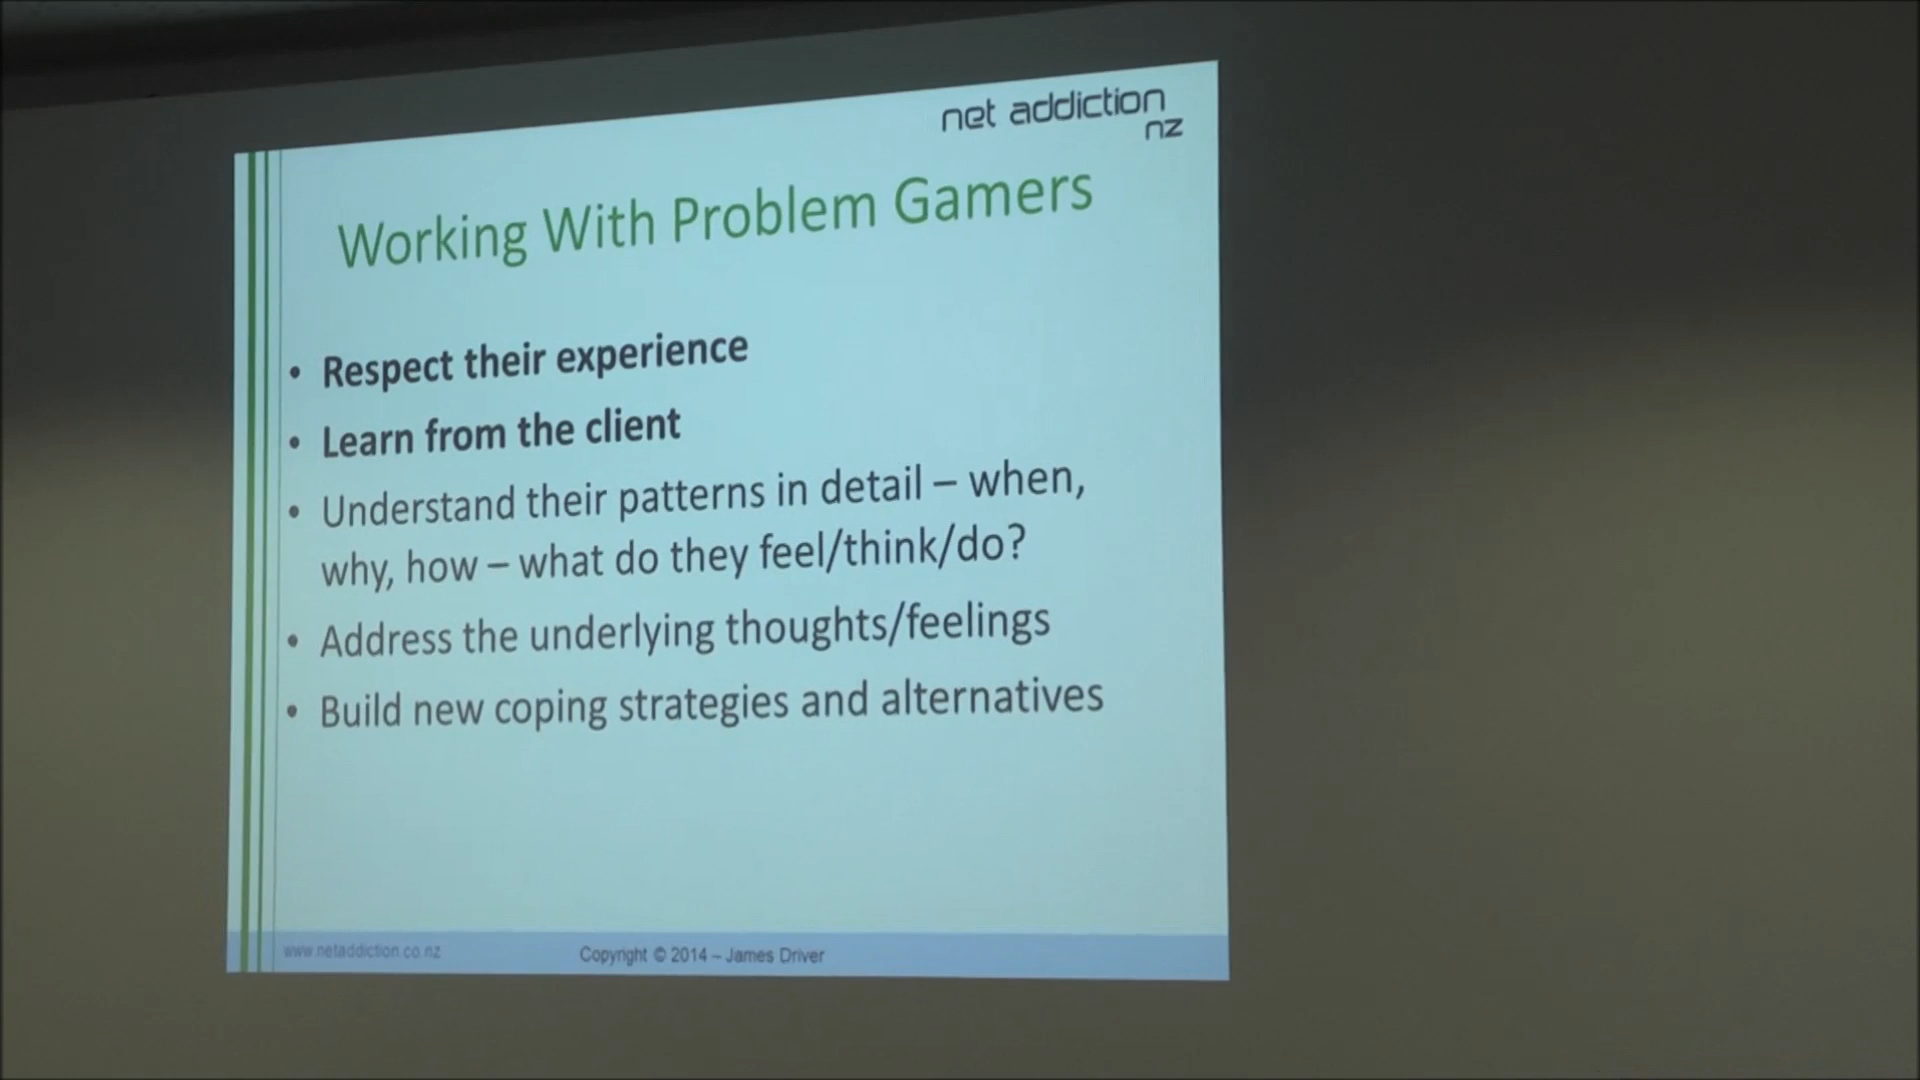 net addiction
nz
Working With Problem Gamers
• Respect their experience
• Learn from the client
• Understand their patterns in detail – when,
why, how – what do they feel/think/do?
• Address the underlying thoughts/feelings
• Build new coping strategies and alternatives
www.netaddiction.co.nz
Copyright © 2014 – James Driver